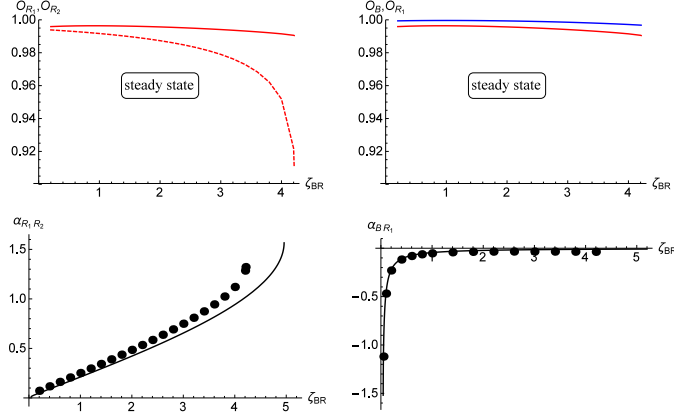 O_{R_1}, O_{R_2}
1.00
0.98
0.96
0.94
0.92
steady state
1 2 3 4
ζ_{BR}
O_B, O_{R_1}
1.00
0.98
0.96
0.94
0.92
steady state
1 2 3 4
ζ_{BR}
α_{R_1 R_2}
1.5
1.0
0.5
1 2 3 4 5
ζ_{BR}
α_{B R_1}
1 2 3 4 5
ζ_{BR}
-0.5
-1.0
-1.5